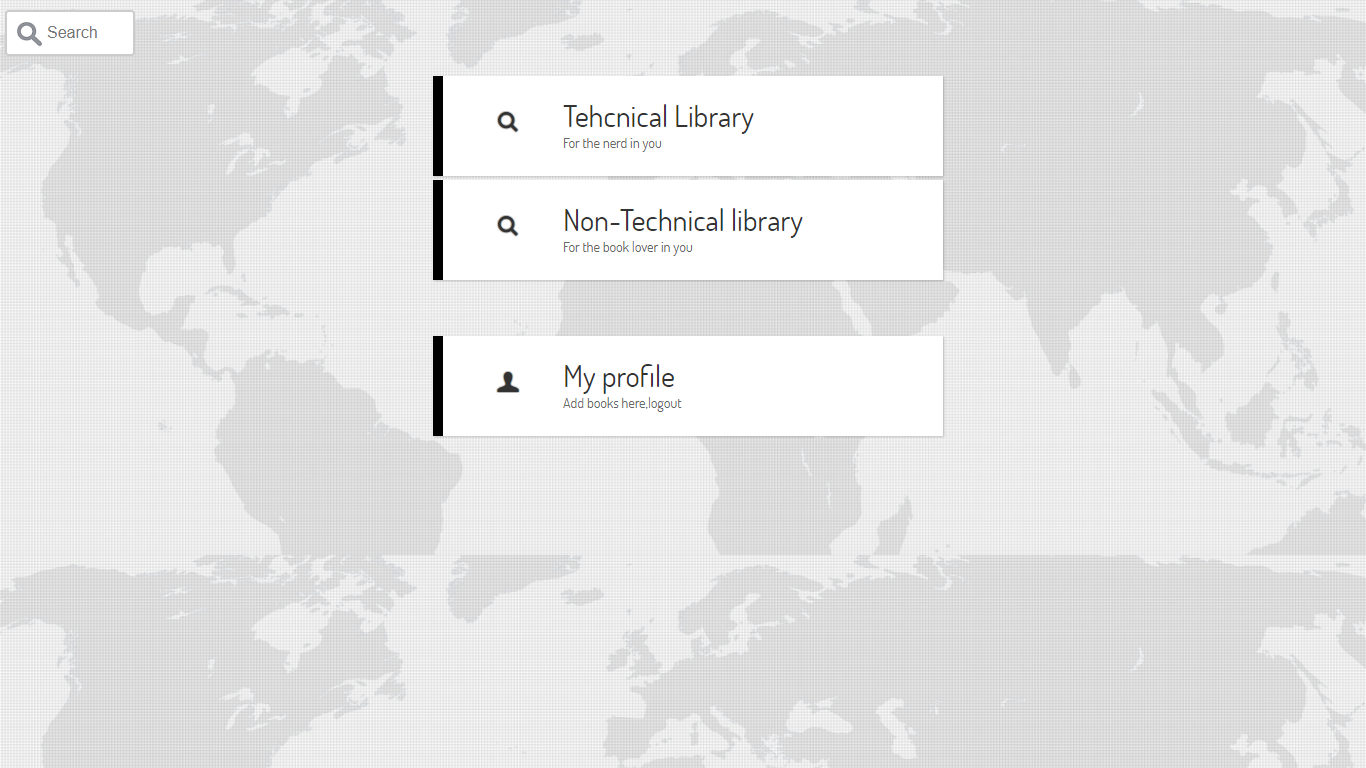 Search
Tehcnical Library
For the nerd in you
Non-Technical library
For the book lover in you
My profile
Add books here,logout